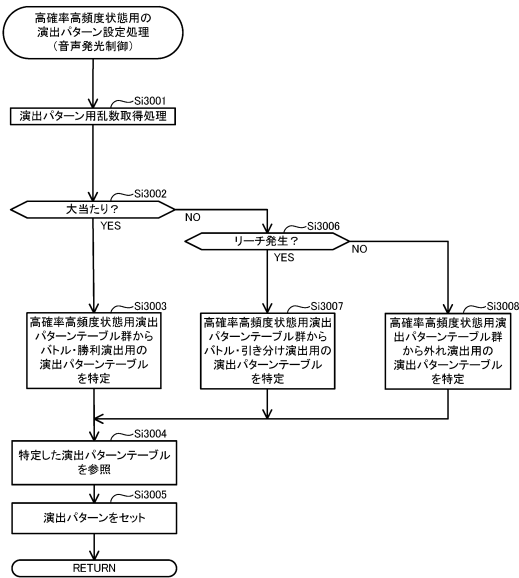 高確率高頻度状態用の
演出パターン設定処理
(音声発光制御)
Si3001
演出パターン用乱数取得処理
Si3002
大当たり？
NO
YES
Si3006
リーチ発生？
NO
YES
Si3003
高確率高頻度状態用演出
パターンテーブル群から
バトル・勝利演出用の
演出パターンテーブル
を特定
Si3007
高確率高頻度状態用演出
パターンテーブル群から
バトル・引き分け演出用の
演出パターンテーブル
を特定
Si3008
高確率高頻度状態用演
出パターンテーブル群
から外れ演出用の
演出パターンテーブル
を特定
Si3004
特定した演出パターンテーブル
を参照
Si3005
演出パターンをセット
RETURN